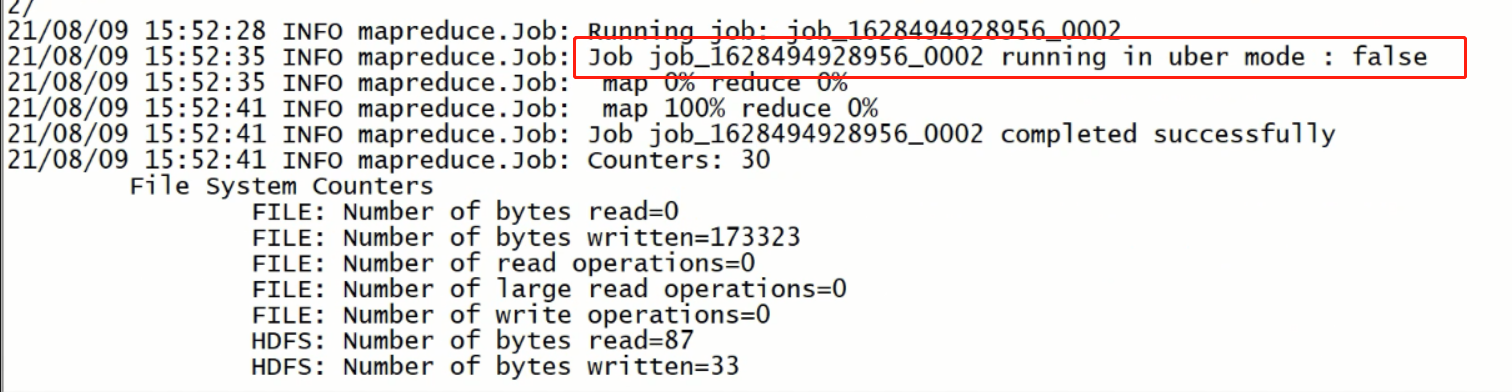 2/
21/08/09 15:52:28 INFO mapreduce.Job: Running job: job_1628494928956_0002
21/08/09 15:52:35 INFO mapreduce.Job: Job job_1628494928956_0002 running in uber mode : false
21/08/09 15:52:35 INFO mapreduce.Job:  map 0% reduce 0%
21/08/09 15:52:41 INFO mapreduce.Job:  map 100% reduce 0%
21/08/09 15:52:41 INFO mapreduce.Job: Job job_1628494928956_0002 completed successfully
21/08/09 15:52:41 INFO mapreduce.Job: Counters: 30
File System Counters
FILE: Number of bytes read=0
FILE: Number of bytes written=173323
FILE: Number of read operations=0
FILE: Number of large read operations=0
FILE: Number of write operations=0
HDFS: Number of bytes read=87
HDFS: Number of bytes written=33